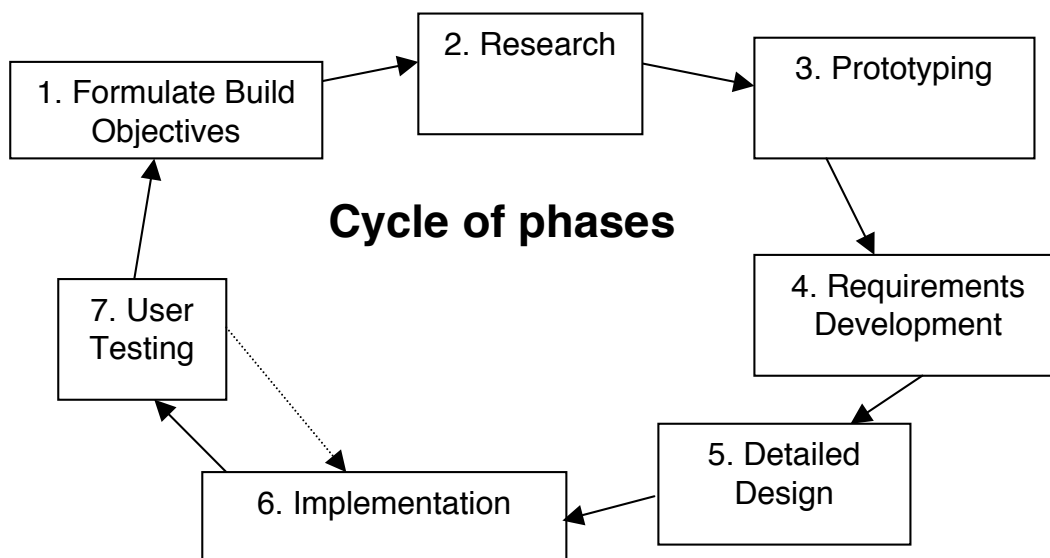 1. Formulate Build
Objectives
2. Research
3. Prototyping
Cycle of phases
4. Requirements
Development
5. Detailed
Design
6. Implementation
7. User
Testing